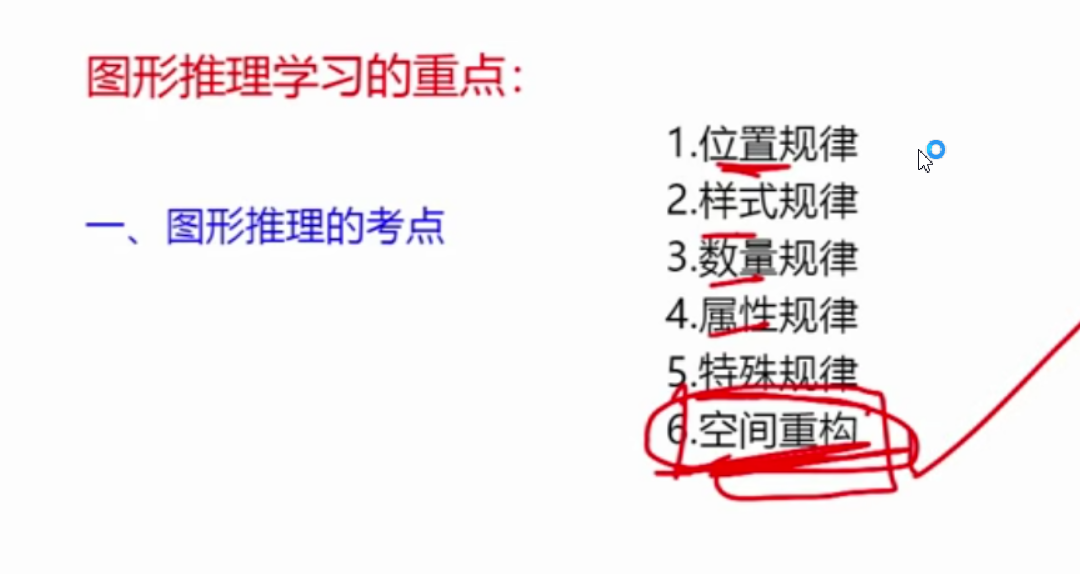 图形推理学习的重点：
一、图形推理的考点
1.位置规律
2.样式规律
3.数量规律
4.属性规律
5.特殊规律
6.空间重构